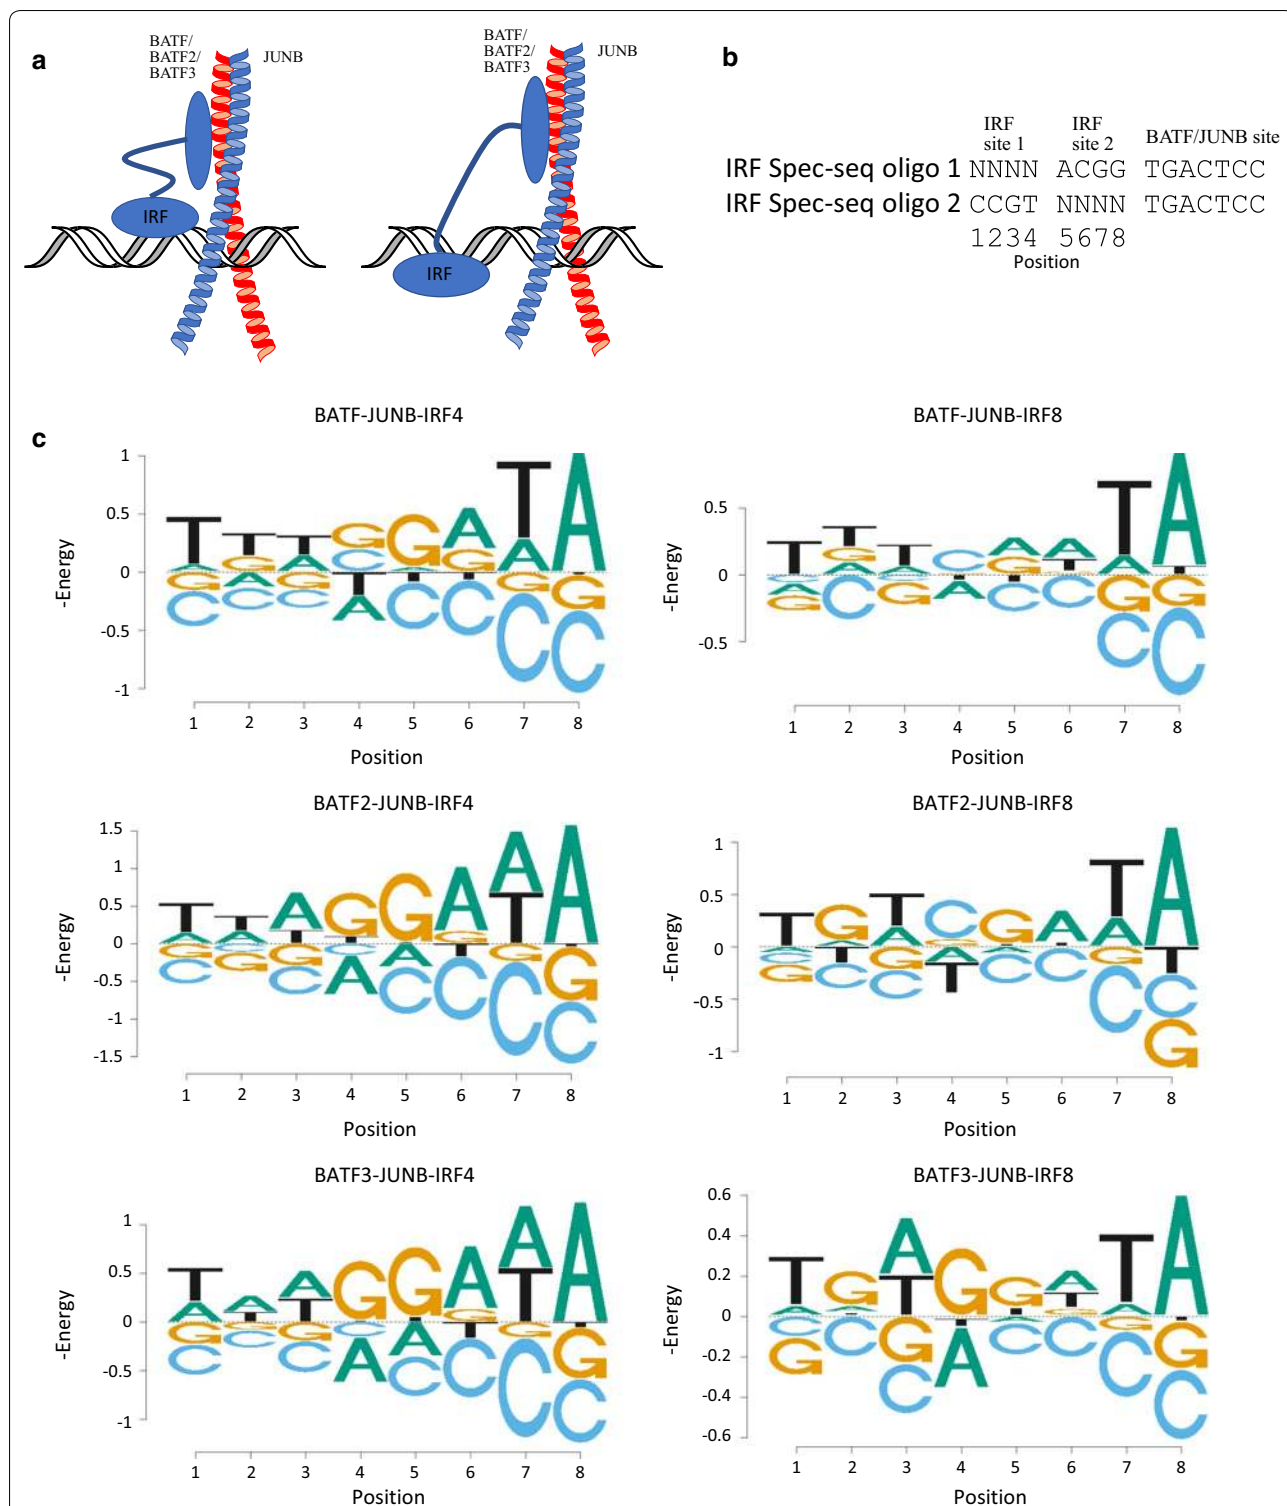 a
BATF/
BATF2/
BATF3
JUNB
IRF
BATF/
BATF2/
BATF3
JUNB
IRF
b
IRF site 1
IRF site 2
BATF/JUNB site
IRF Spec-seq oligo 1 NNNN ACGG TGACTCC
IRF Spec-seq oligo 2 CCGT NNNN TGACTCC
1234 5678
Position
c
BATF-JUNB-IRF4
-Energy
1
0.5
0
-0.5
-1
1 2 3 4 5 6 7 8
Position
BATF-JUNB-IRF8
-Energy
0.5
0
-0.5
1 2 3 4 5 6 7 8
Position
BATF2-JUNB-IRF4
-Energy
1.5
1
0.5
0
-0.5
-1
-1.5
1 2 3 4 5 6 7 8
Position
BATF2-JUNB-IRF8
-Energy
1
0.5
0
-0.5
-1
1 2 3 4 5 6 7 8
Position
BATF3-JUNB-IRF4
-Energy
1
0.5
0
-0.5
-1
1 2 3 4 5 6 7 8
Position
BATF3-JUNB-IRF8
-Energy
0.6
0.4
0.2
0
-0.2
-0.4
-0.6
1 2 3 4 5 6 7 8
Position